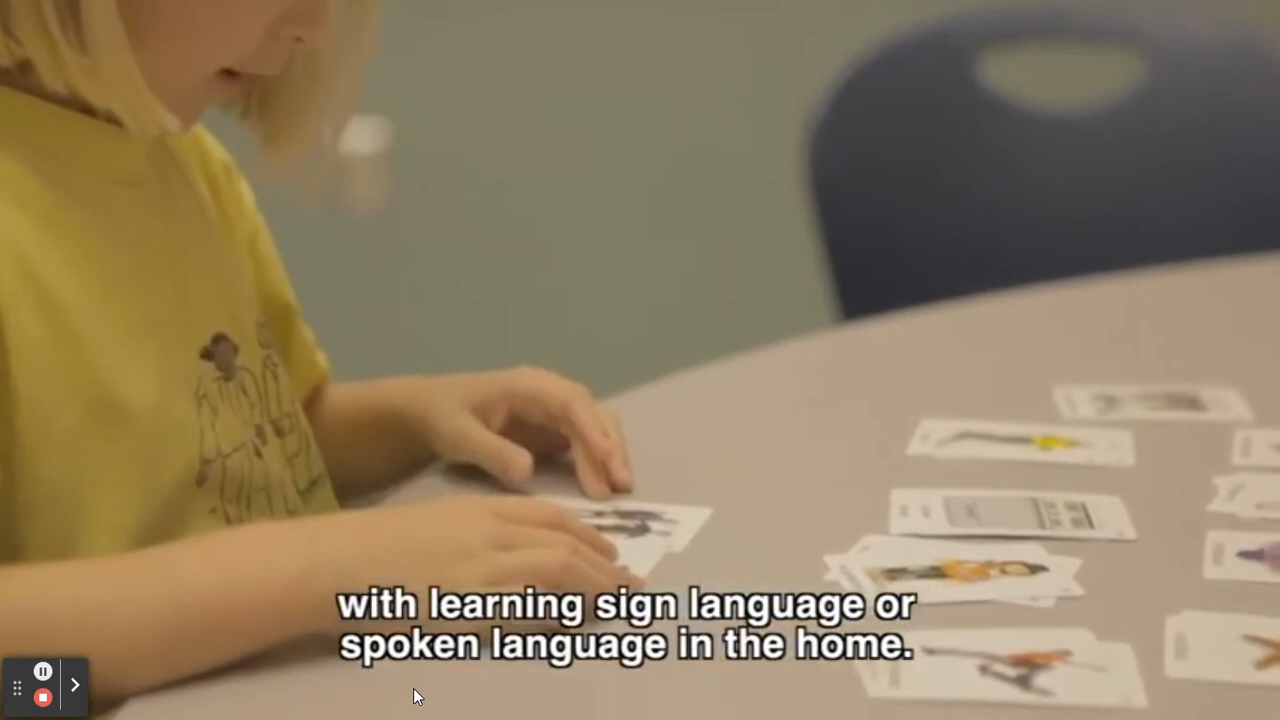 with learning sign language or
spoken language in the home.